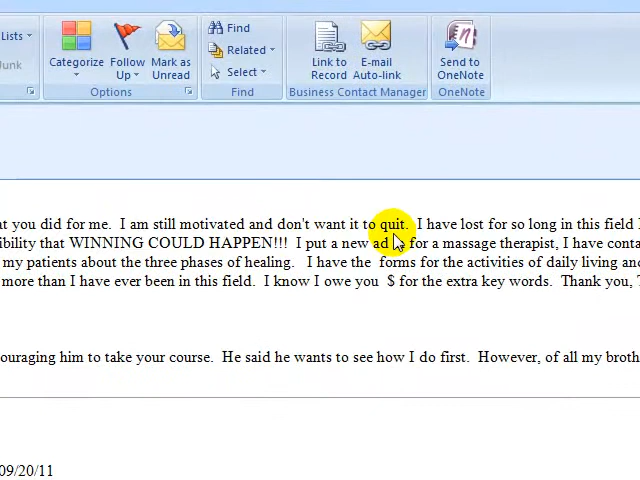 Lists
Junk
Categorize
Follow Up
Mark as Unread
Options
Find
Related
Select
Find
Link to Record
E-mail Auto-link
Business Contact Manager
Send to OneNote
OneNote
at you did for me.  I am still motivated and don't want it to quit.  I have lost for so long in this field I
ibility that WINNING COULD HAPPEN!!!  I put a new ad for a massage therapist, I have conta
my patients about the three phases of healing.  I have the forms for the activities of daily living and
more than I have ever been in this field.  I know I owe you  $ for the extra key words.  Thank you,
ouraging him to take your course.  He said he wants to see how I do first.  However, of all my broth
09/20/11